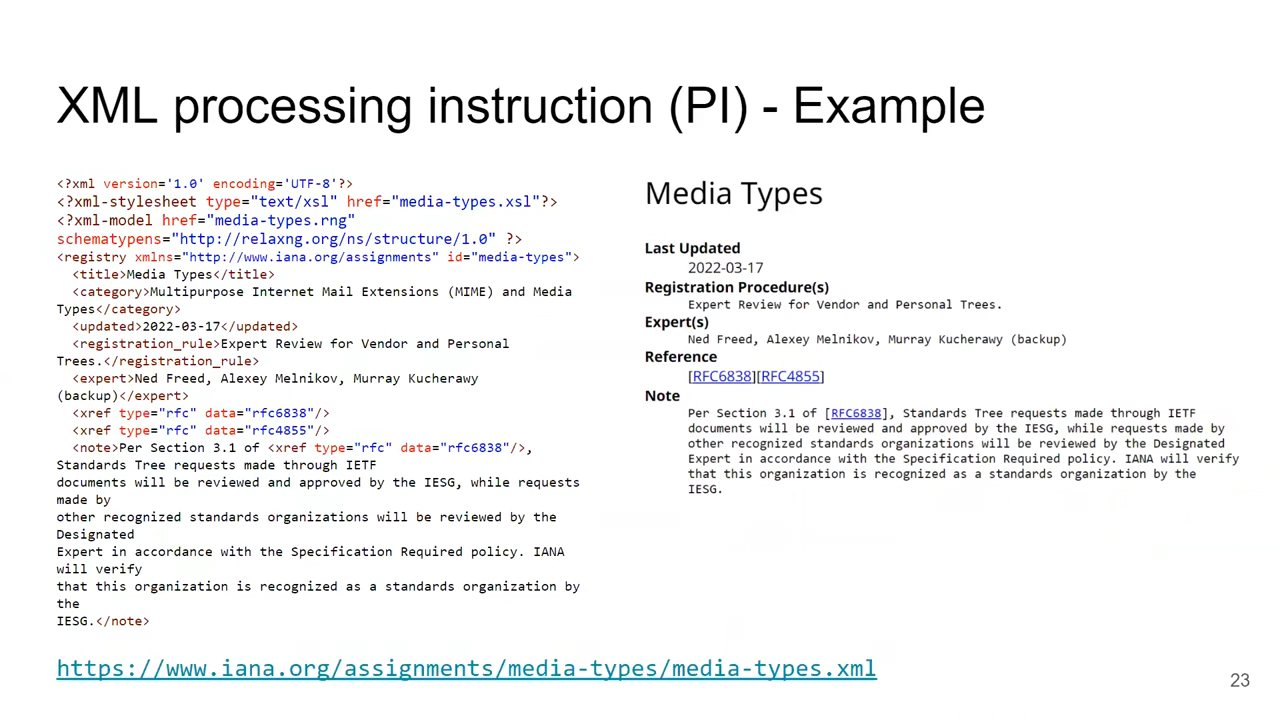 XML processing instruction (PI) - Example
<?xml version='1.0' encoding='UTF-8'?>
<?xml-stylesheet type="text/xsl" href="media-types.xsl"?>
<?xml-model href="media-types.rng"
schematypens="http://relaxng.org/ns/structure/1.0" ?>
<registry xmlns="http://www.iana.org/assignments" id="media-types">
<title>Media Types</title>
<category>Multipurpose Internet Mail Extensions (MIME) and Media
Types</category>
<updated>2022-03-17</updated>
<registration_rule>Expert Review for Vendor and Personal
Trees.</registration_rule>
<expert>Ned Freed, Alexey Melnikov, Murray Kucherawy
(backup)</expert>
<xref type="rfc" data="rfc6838"/>
<xref type="rfc" data="rfc4855"/>
<note>Per Section 3.1 of <xref type="rfc" data="rfc6838"/>,
Standards Tree requests made through IETF
documents will be reviewed and approved by the IESG, while requests
made by
other recognized standards organizations will be reviewed by the
Designated
Expert in accordance with the Specification Required policy. IANA
will verify
that this organization is recognized as a standards organization by
the
IESG.</note>
Media Types
Last Updated
2022-03-17
Registration Procedure(s)
Expert Review for Vendor and Personal Trees.
Expert(s)
Ned Freed, Alexey Melnikov, Murray Kucherawy (backup)
Reference
[RFC6838][RFC4855]
Note
Per Section 3.1 of [RFC6838], Standards Tree requests made through IETF
documents will be reviewed and approved by the IESG, while requests made by
other recognized standards organizations will be reviewed by the Designated
Expert in accordance with the Specification Required policy. IANA will verify
that this organization is recognized as a standards organization by the
IESG.
https://www.iana.org/assignments/media-types/media-types.xml
23